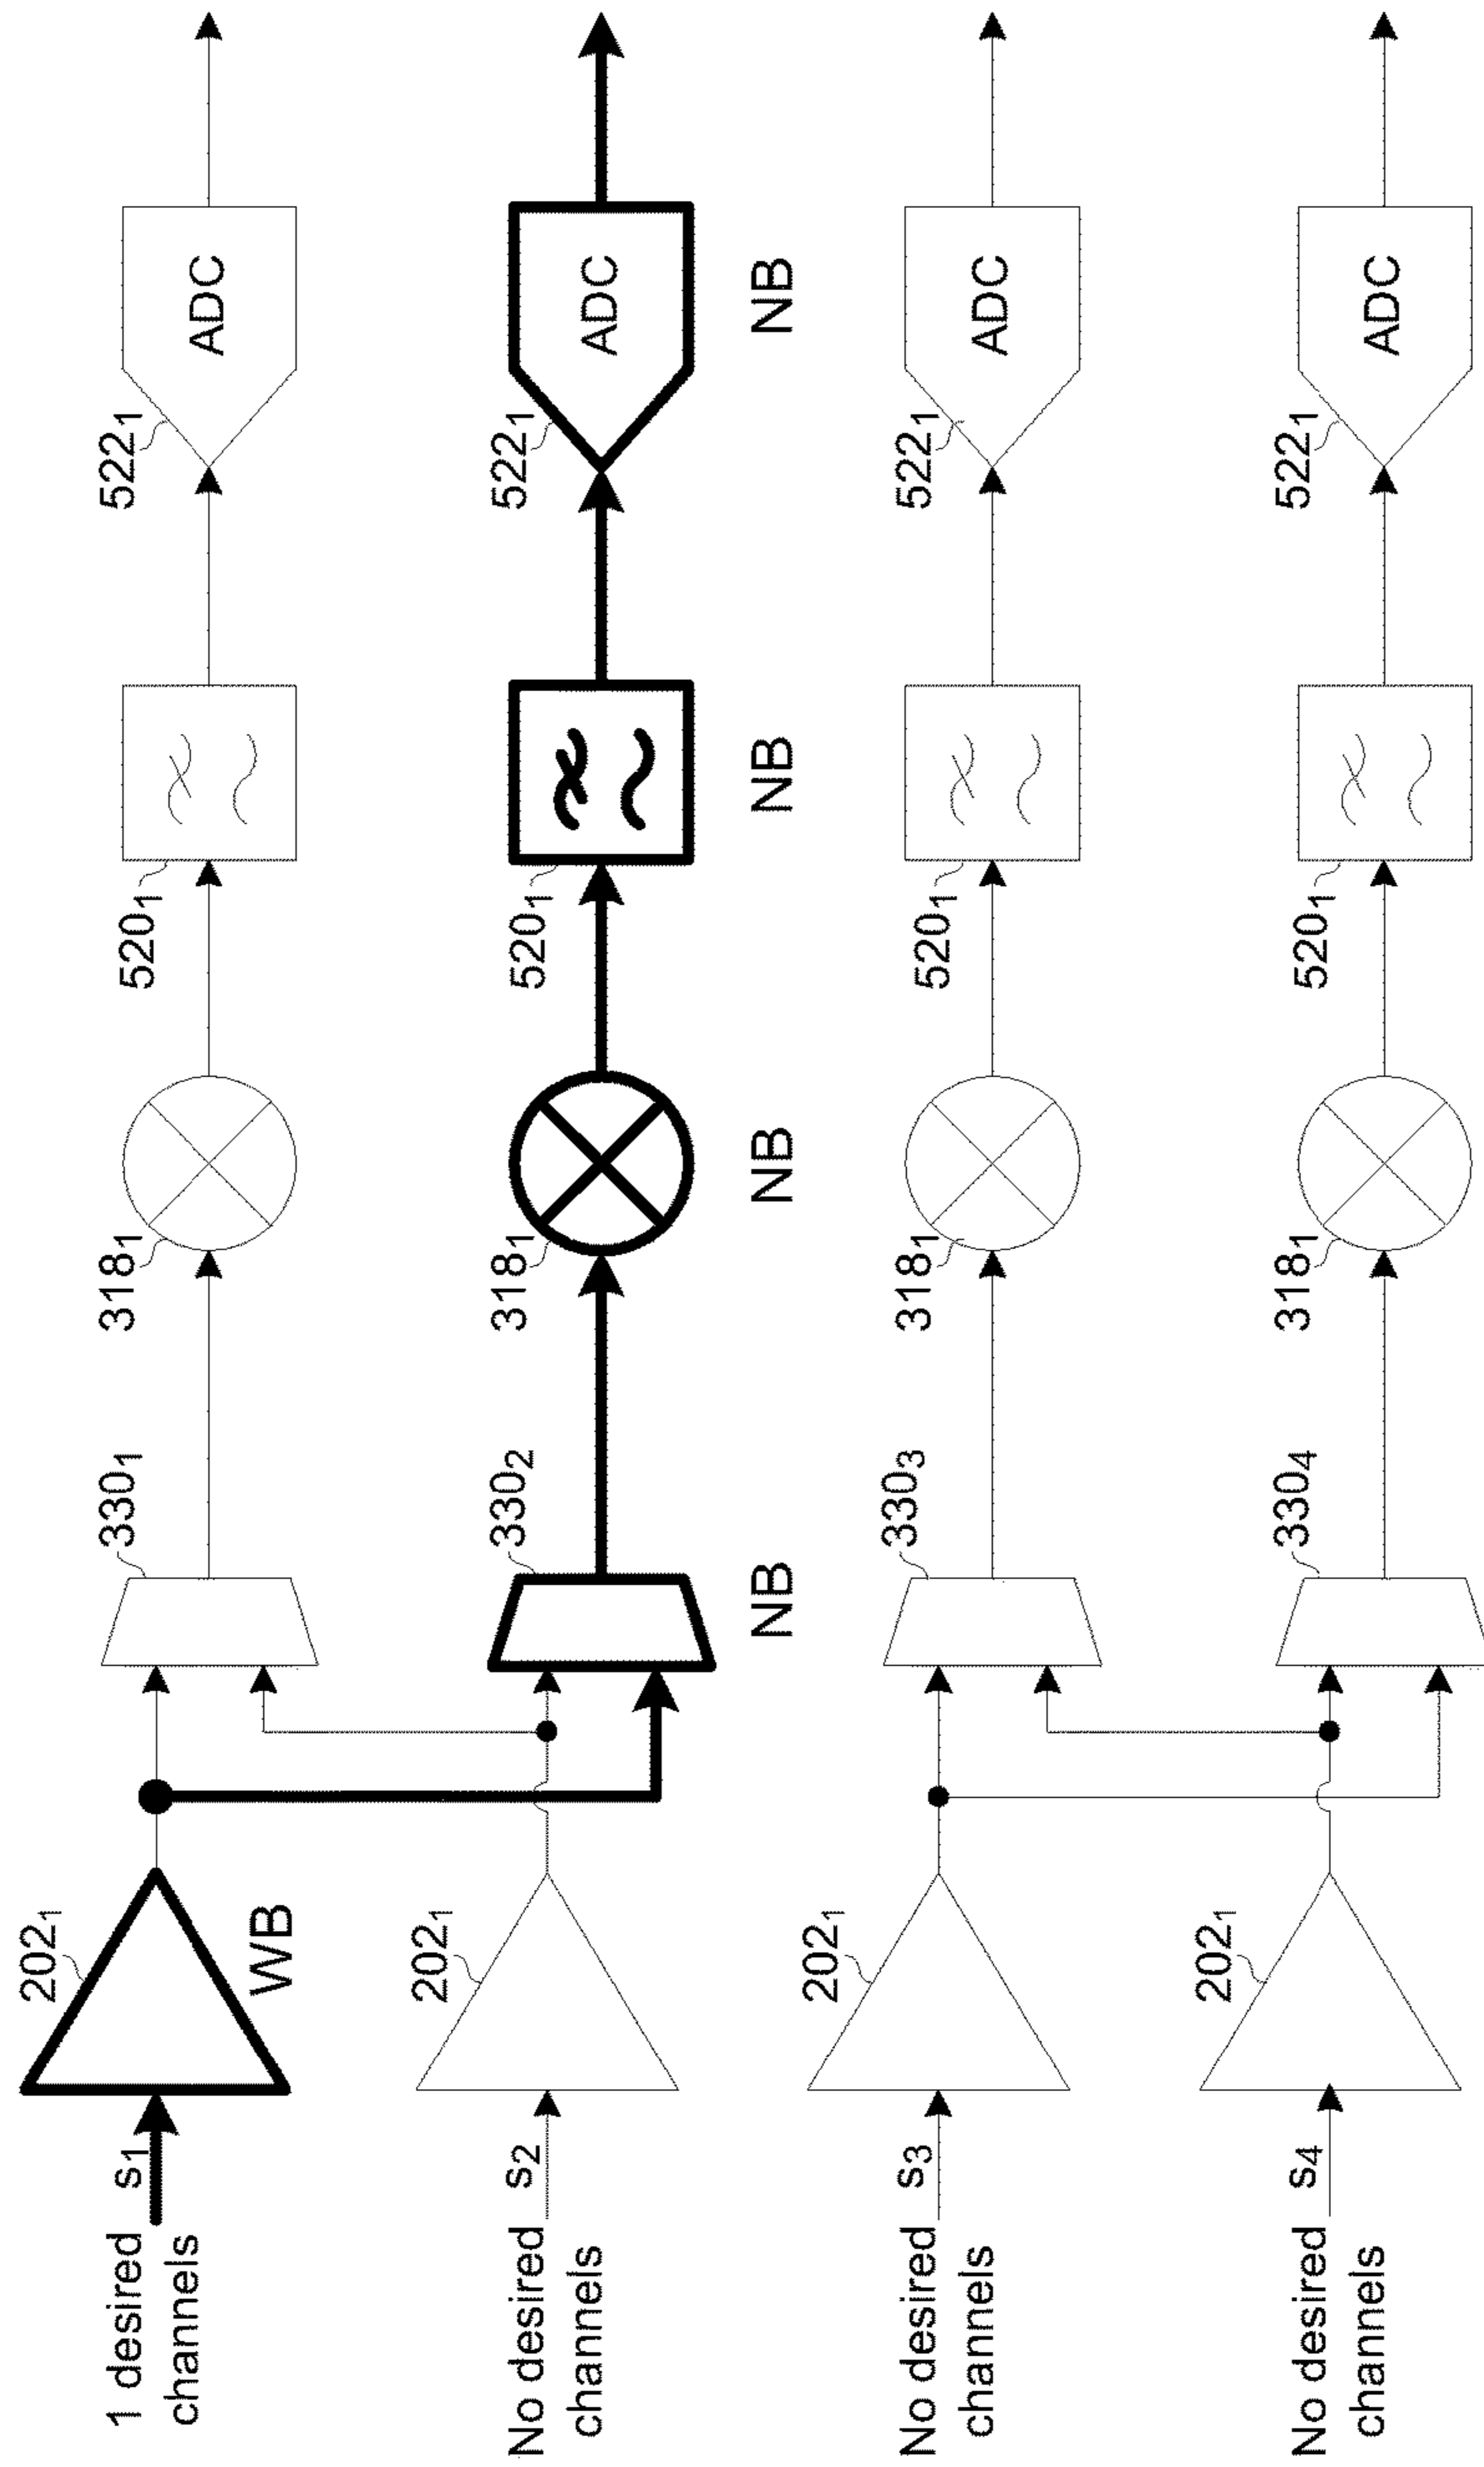 202₁
1 desired s₁
channels
WB
330₁
318₁
520₁
522₁
ADC
202₁
No desired s₂
channels
330₂
NB
318₁
NB
520₁
NB
522₁
ADC
NB
202₁
No desired s₃
channels
330₃
318₁
520₁
522₁
ADC
202₁
No desired s₄
channels
330₄
318₁
520₁
522₁
ADC